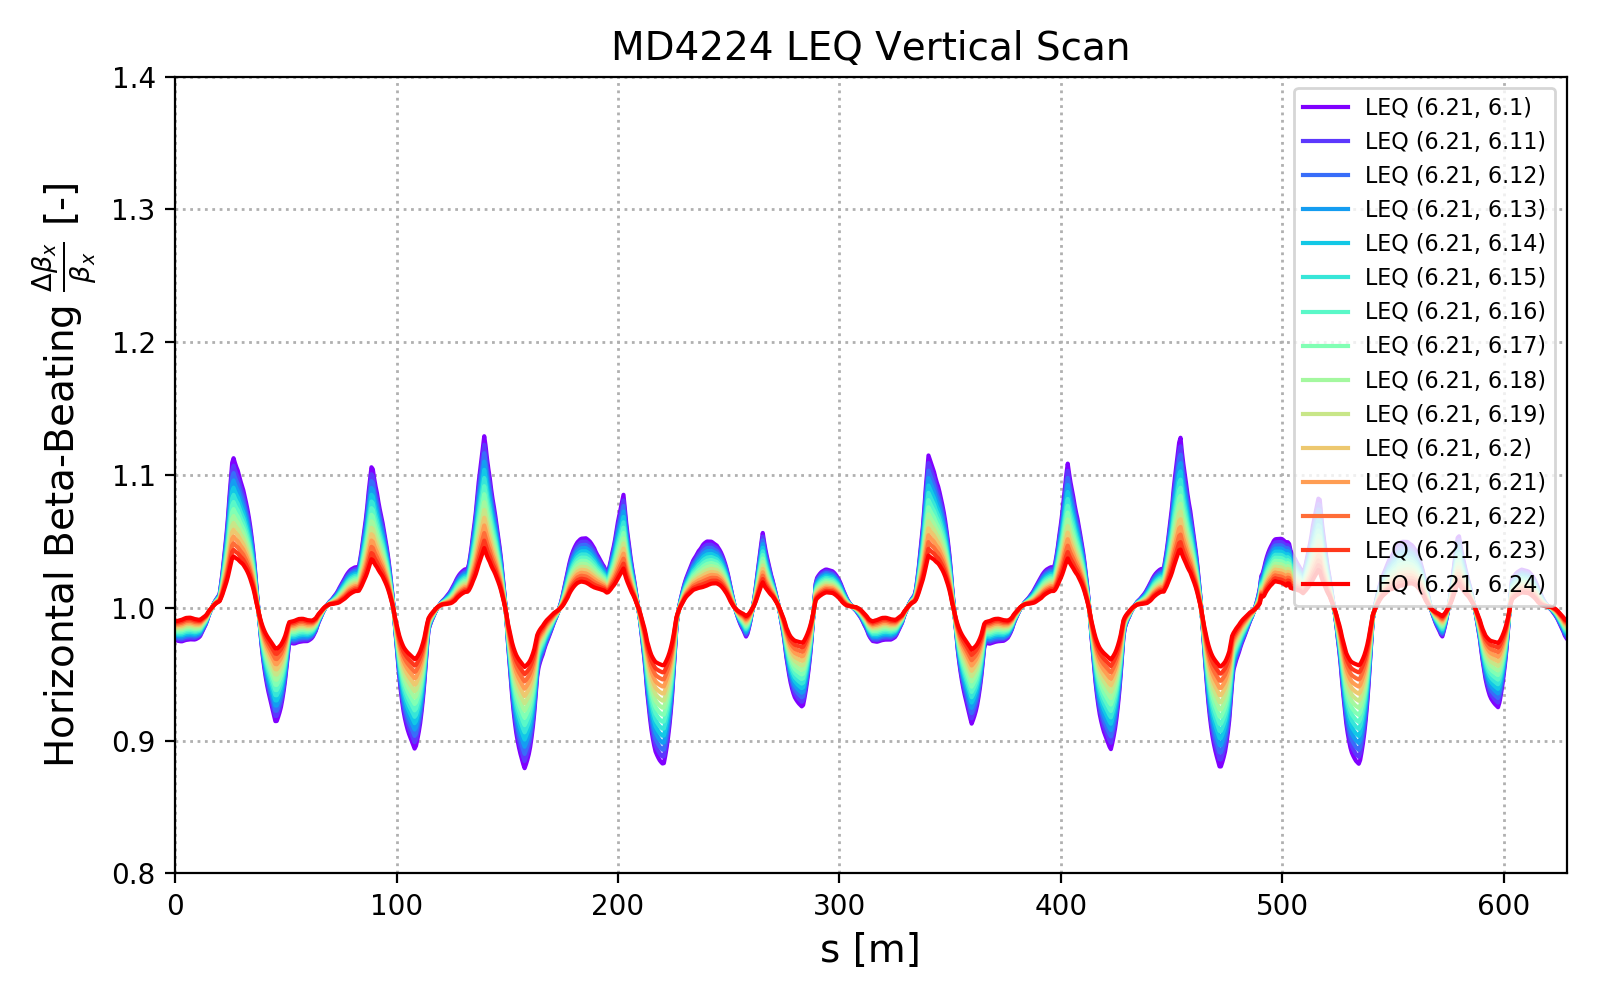 MD4224 LEQ Vertical Scan
Horizontal Beta-Beating Δβx/βx [-]
1.4
1.3
1.2
1.1
1.0
0.9
0.8
LEQ (6.21, 6.1)
LEQ (6.21, 6.11)
LEQ (6.21, 6.12)
LEQ (6.21, 6.13)
LEQ (6.21, 6.14)
LEQ (6.21, 6.15)
LEQ (6.21, 6.16)
LEQ (6.21, 6.17)
LEQ (6.21, 6.18)
LEQ (6.21, 6.19)
LEQ (6.21, 6.2)
LEQ (6.21, 6.21)
LEQ (6.21, 6.22)
LEQ (6.21, 6.23)
LEQ (6.21, 6.24)
0 100 200 300 400 500 600
s [m]